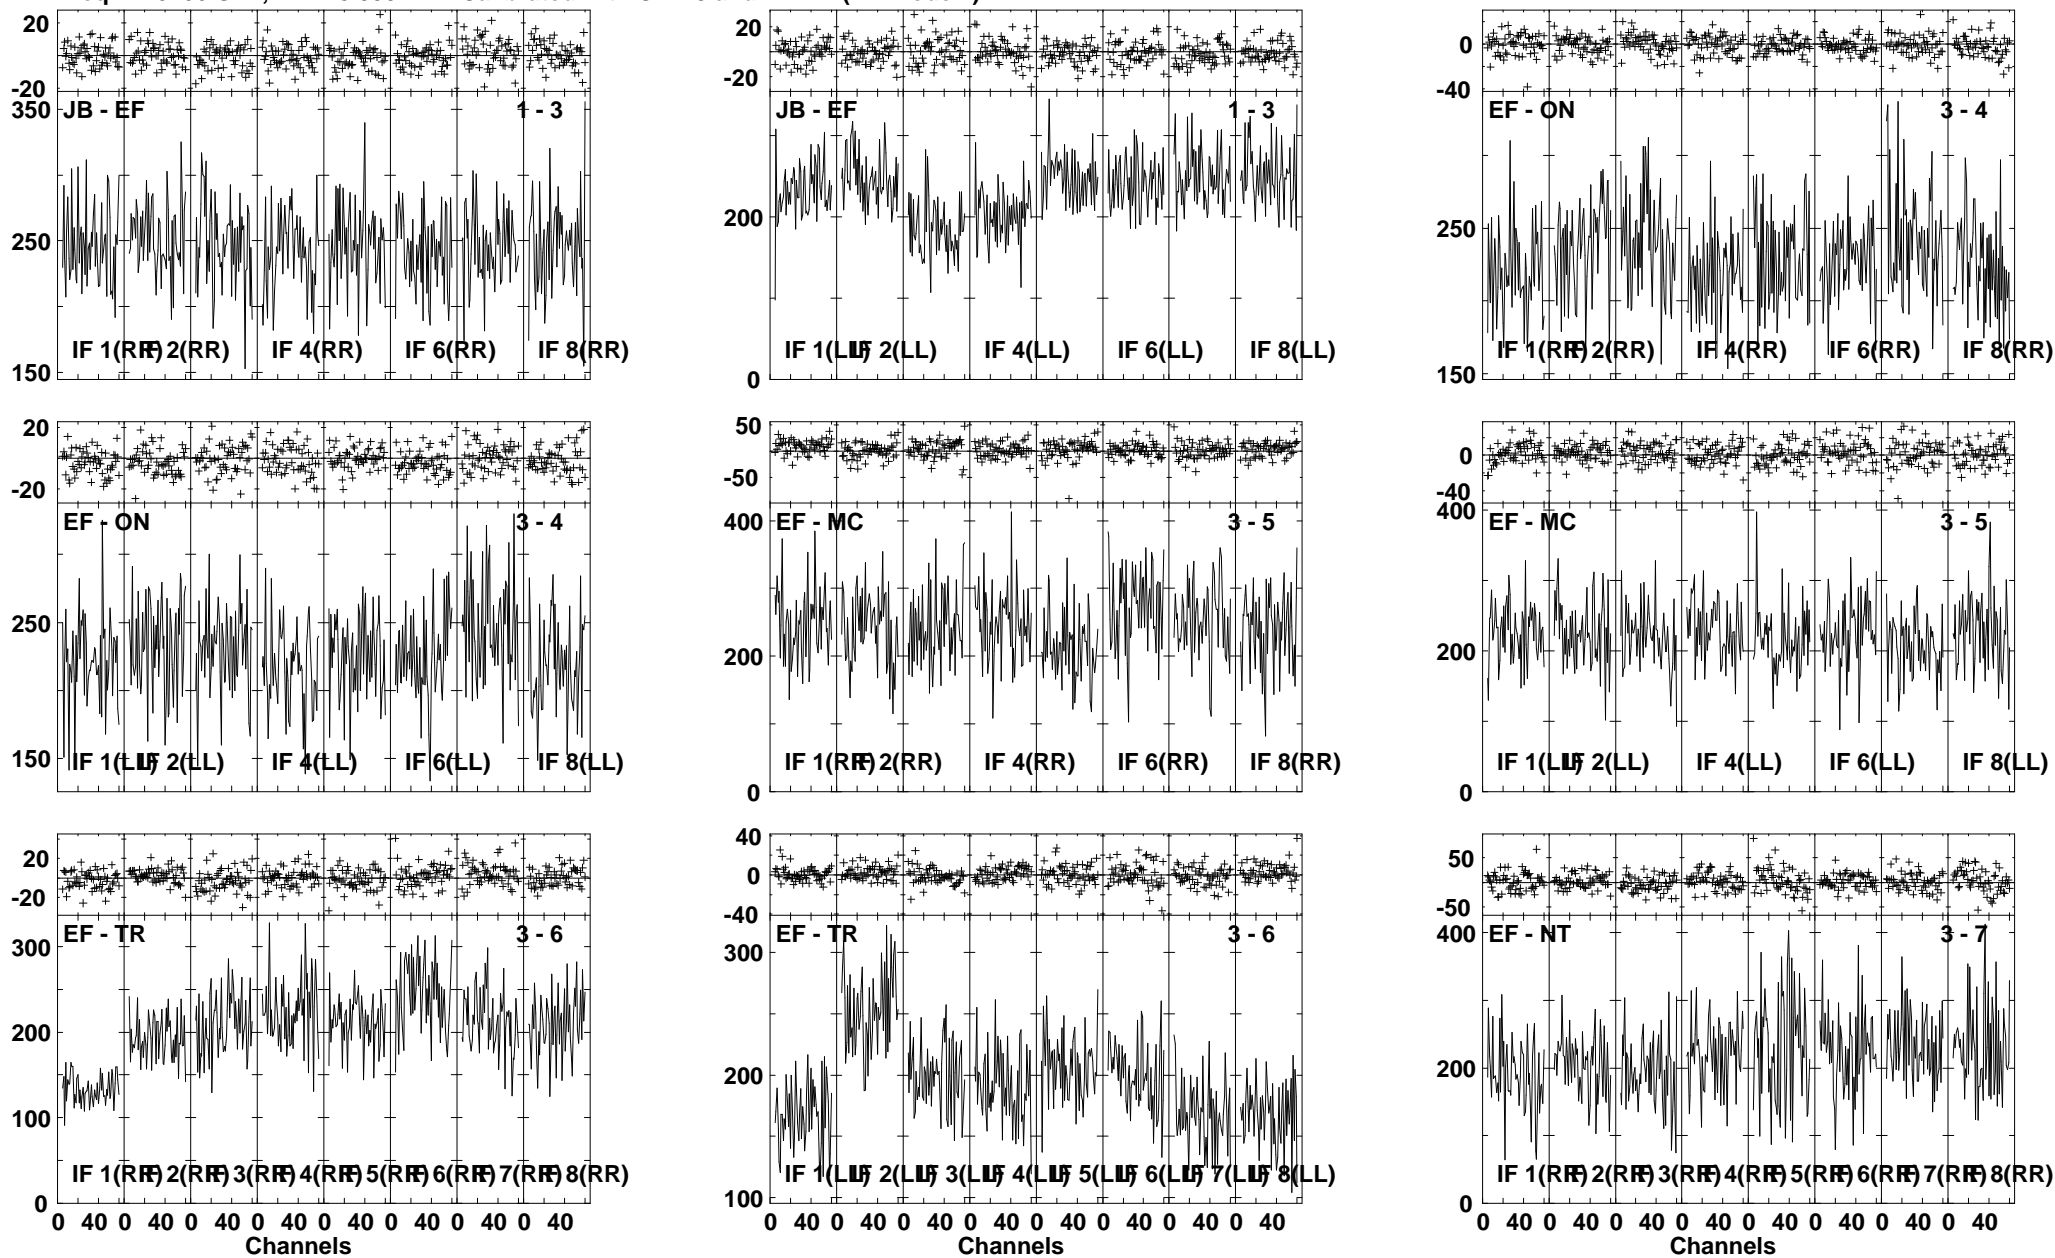 20
-20
350
JB - EF 1 - 3
250
150
IF 1(RR) IF 2(RR) IF 4(RR) IF 6(RR) IF 8(RR)
20
-20
JB - EF 1 - 3
200
0
IF 1(LL) IF 2(LL) IF 4(LL) IF 6(LL) IF 8(LL)
0
-40
EF - ON 3 - 4
250
150
IF 1(RR) IF 2(RR) IF 4(RR) IF 6(RR) IF 8(RR)
20
-20
EF - ON 3 - 4
250
150
IF 1(LL) IF 2(LL) IF 4(LL) IF 6(LL) IF 8(LL)
50
-50
400
EF - MC 3 - 5
200
0
IF 1(RR) IF 2(RR) IF 4(RR) IF 6(RR) IF 8(RR)
0
-40
400
EF - MC 3 - 5
200
0
IF 1(LL) IF 2(LL) IF 4(LL) IF 6(LL) IF 8(LL)
20
-20
EF - TR 3 - 6
300
200
100
0
IF 1(RR) IF 2(RR) IF 3(RR) IF 4(RR) IF 5(RR) IF 6(RR) IF 7(RR) IF 8(RR)
0 40 0 40 0 40 0 40 0 40 0 40 0 40 0 40
Channels
40
0
-40
EF - TR 3 - 6
300
200
100
IF 1(LL) IF 2(LL) IF 3(LL) IF 4(LL) IF 5(LL) IF 6(LL) IF 7(LL) IF 8(LL)
0 40 0 40 0 40 0 40 0 40 0 40 0 40 0 40
Channels
50
-50
EF - NT 3 - 7
400
200
0
IF 1(RR) IF 2(RR) IF 3(RR) IF 4(RR) IF 5(RR) IF 6(RR) IF 7(RR) IF 8(RR)
0 40 0 40 0 40 0 40 0 40 0 40 0 40 0 40
Channels